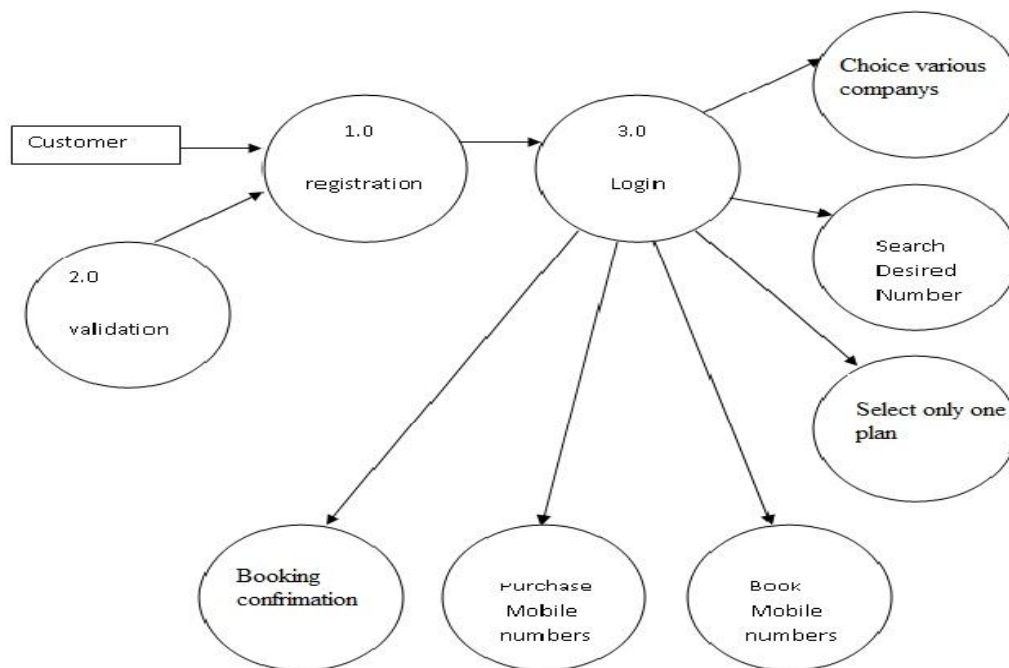 Choice various
companys
Customer
1.0
registration
3.0
Login
2.0
validation
Search
Desired
Number
Select only one
plan
Booking
confrimation
Purchase
Mobile
numbers
Book
Mobile
numbers